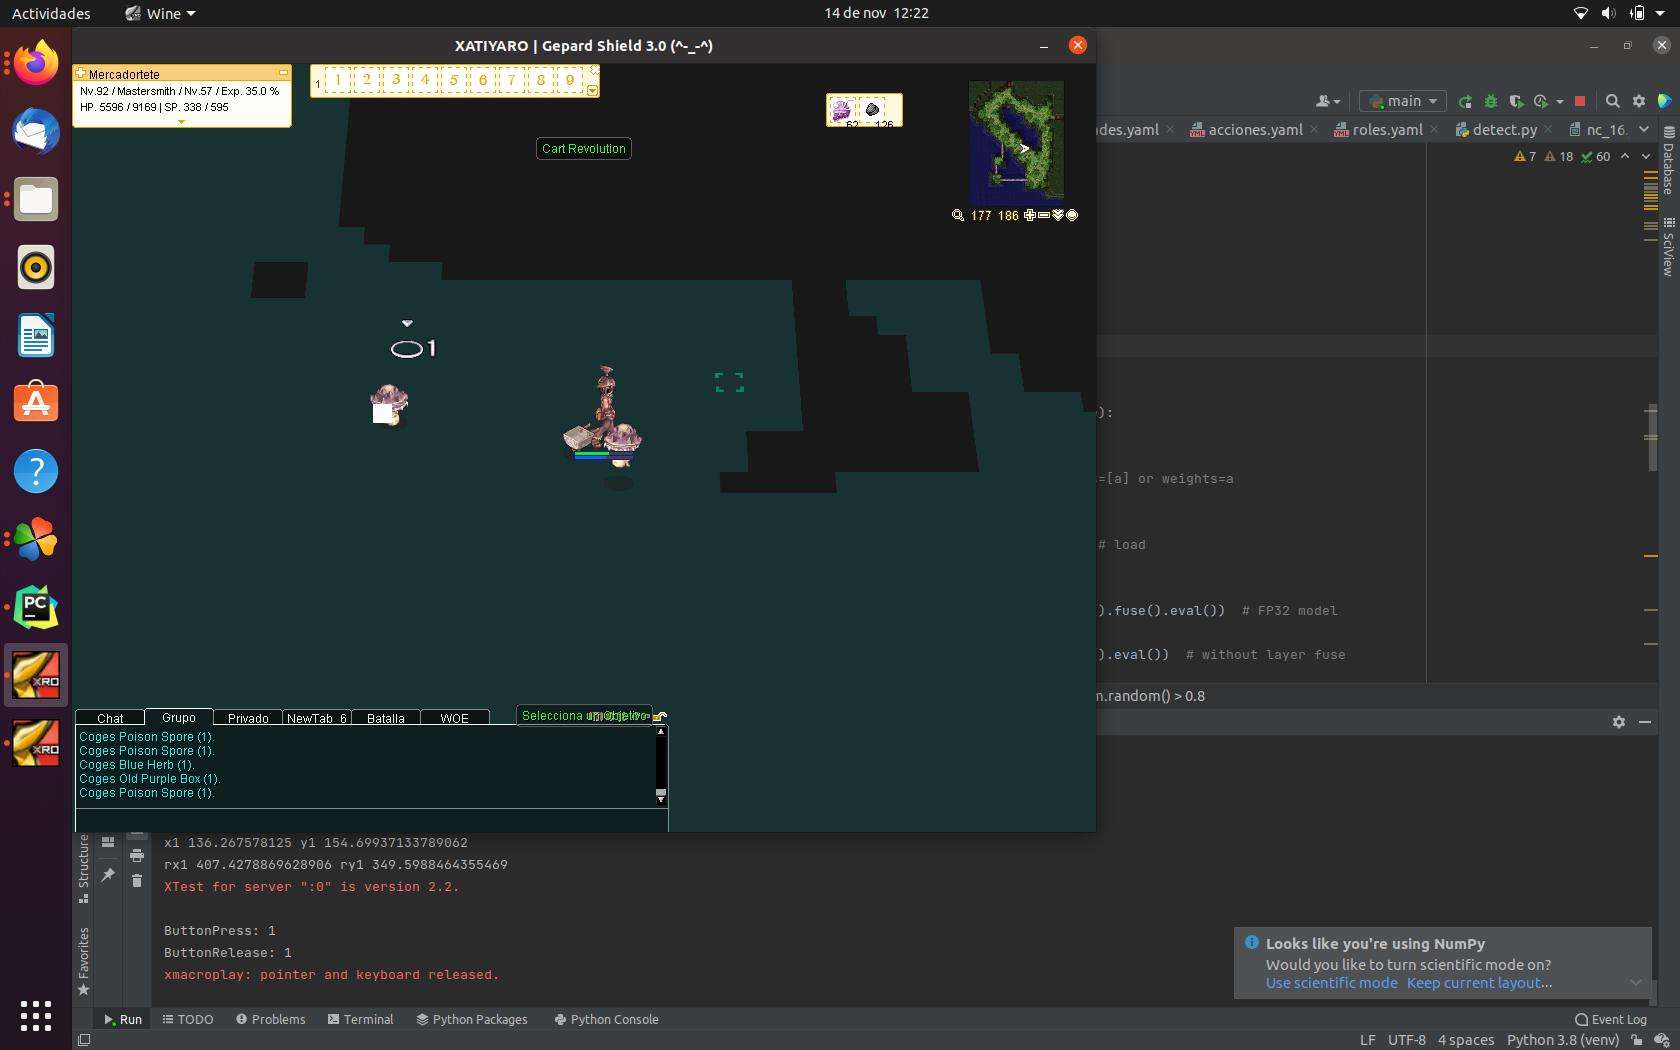 Actividades
Wine
14 de nov 12:22
XATIYARO | Gepard Shield 3.0 (^-_-^)
Mercadortete
Nv.92 / Mastersmith / Nv.57 / Exp. 35.0 %
HP. 5596 / 9169 | SP. 338 / 595
1 1 2 3 4 5 6 7 8 9
62 126
Cart Revolution
177 186
1
main
des.yaml
acciones.yaml
roles.yaml
detect.py
nc_16.
7 18 60
Database
SciView
):
=[a] or weights=a
# load
).fuse().eval()) # FP32 model
).eval()) # without layer fuse
m.random() > 0.8
Chat Grupo Privado NewTab_6 Batalla WOE
Selecciona un objetivo
Coges Poison Spore (1).
Coges Poison Spore (1).
Coges Blue Herb (1).
Coges Old Purple Box (1).
Coges Poison Spore (1).
PC
XRO
XRO
Structure
Favorites
x1 136.267578125 y1 154.69937133789062
rx1 407.4278869628906 ry1 349.5988464355469
XTest for server ":0" is version 2.2.
ButtonPress: 1
ButtonRelease: 1
xmacroplay: pointer and keyboard released.
Looks like you're using NumPy
Would you like to turn scientific mode on?
Use scientific mode Keep current layout...
Run TODO Problems Terminal Python Packages Python Console
Event Log
LF UTF-8 4 spaces Python 3.8 (venv)